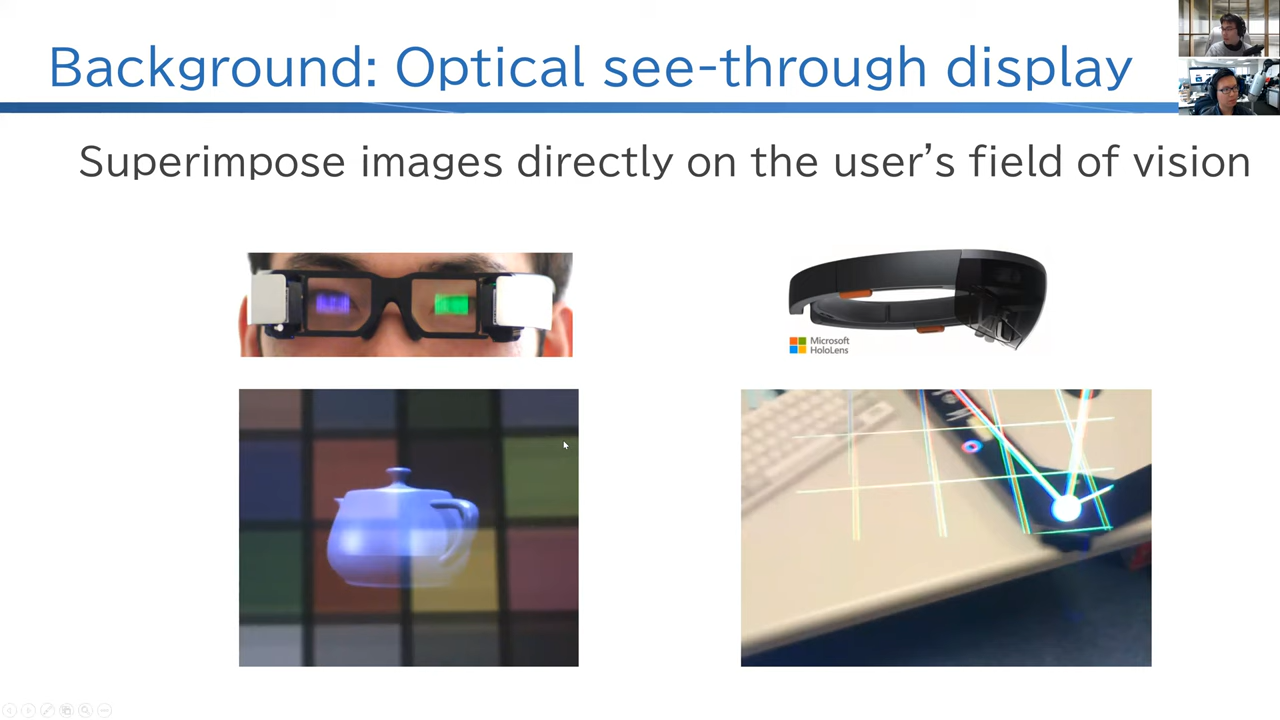 Background: Optical see-through display
Superimpose images directly on the user’s field of vision
Microsoft
HoloLens